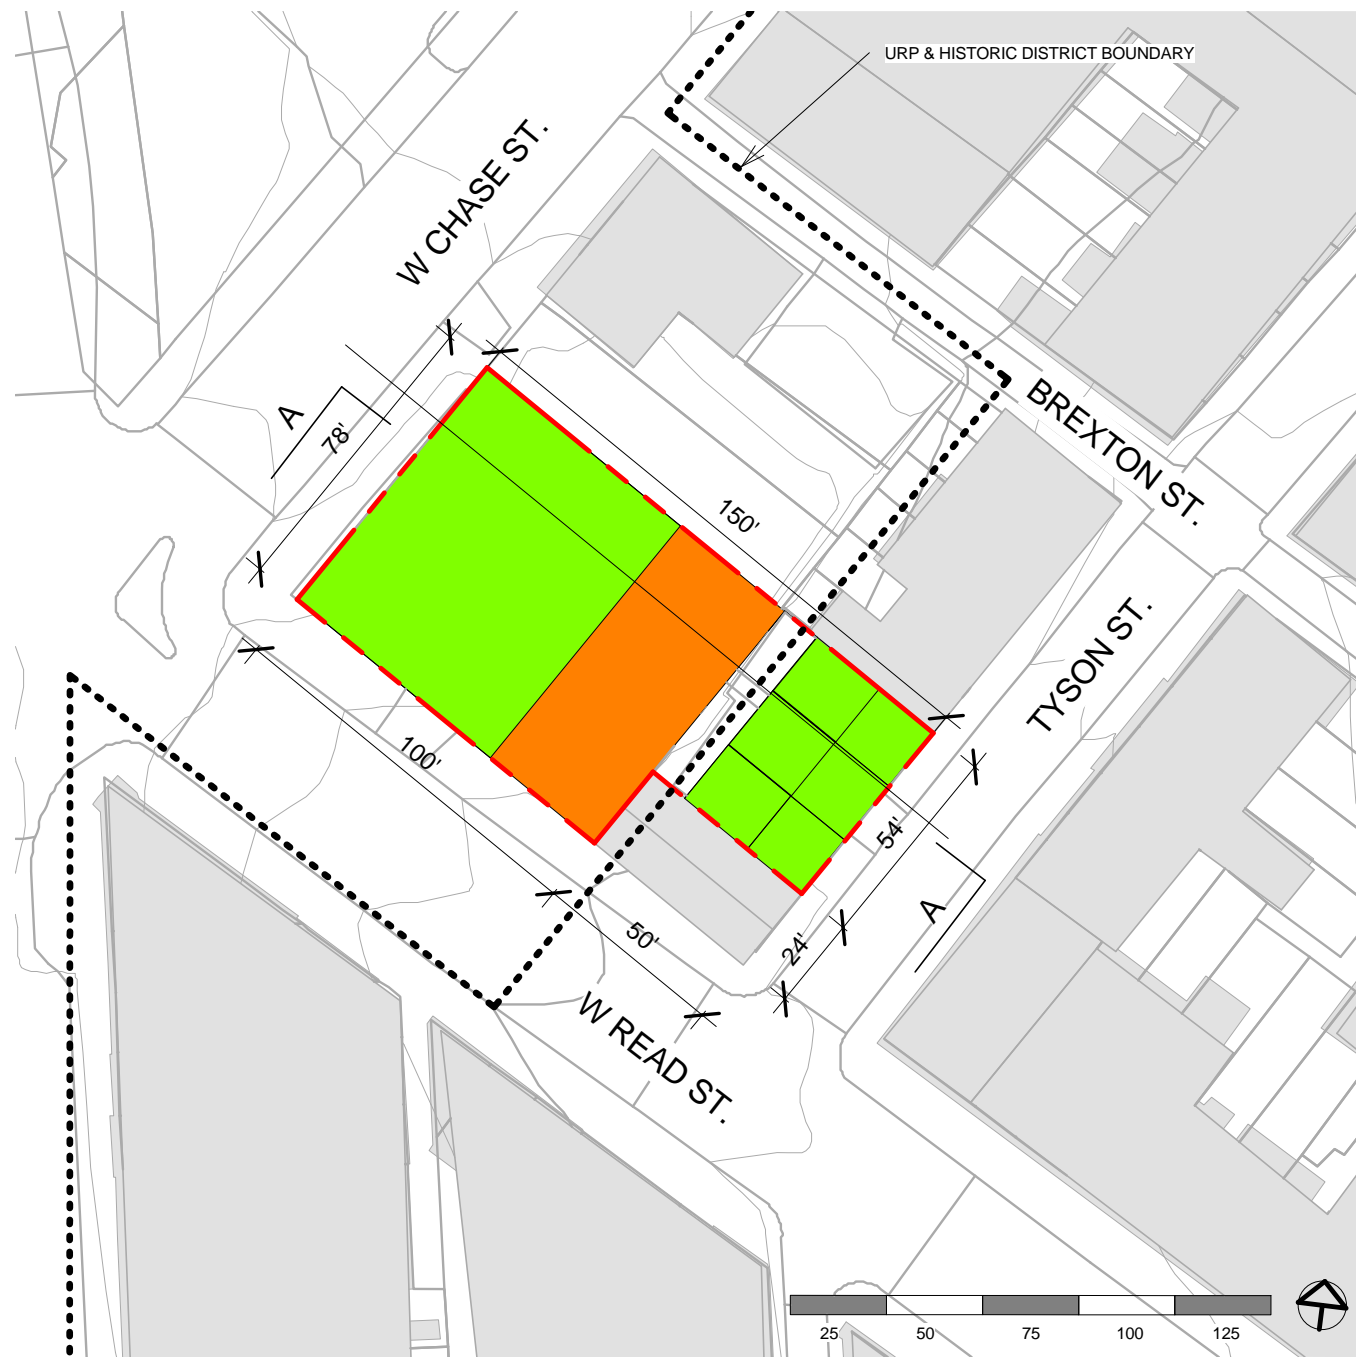 URP & HISTORIC DISTRICT BOUNDARY
W CHASE ST.
BREXTON ST.
A
78'
150'
TYSON ST.
100'
54'
A
50'
24'
W READ ST.
25 50 75 100 125